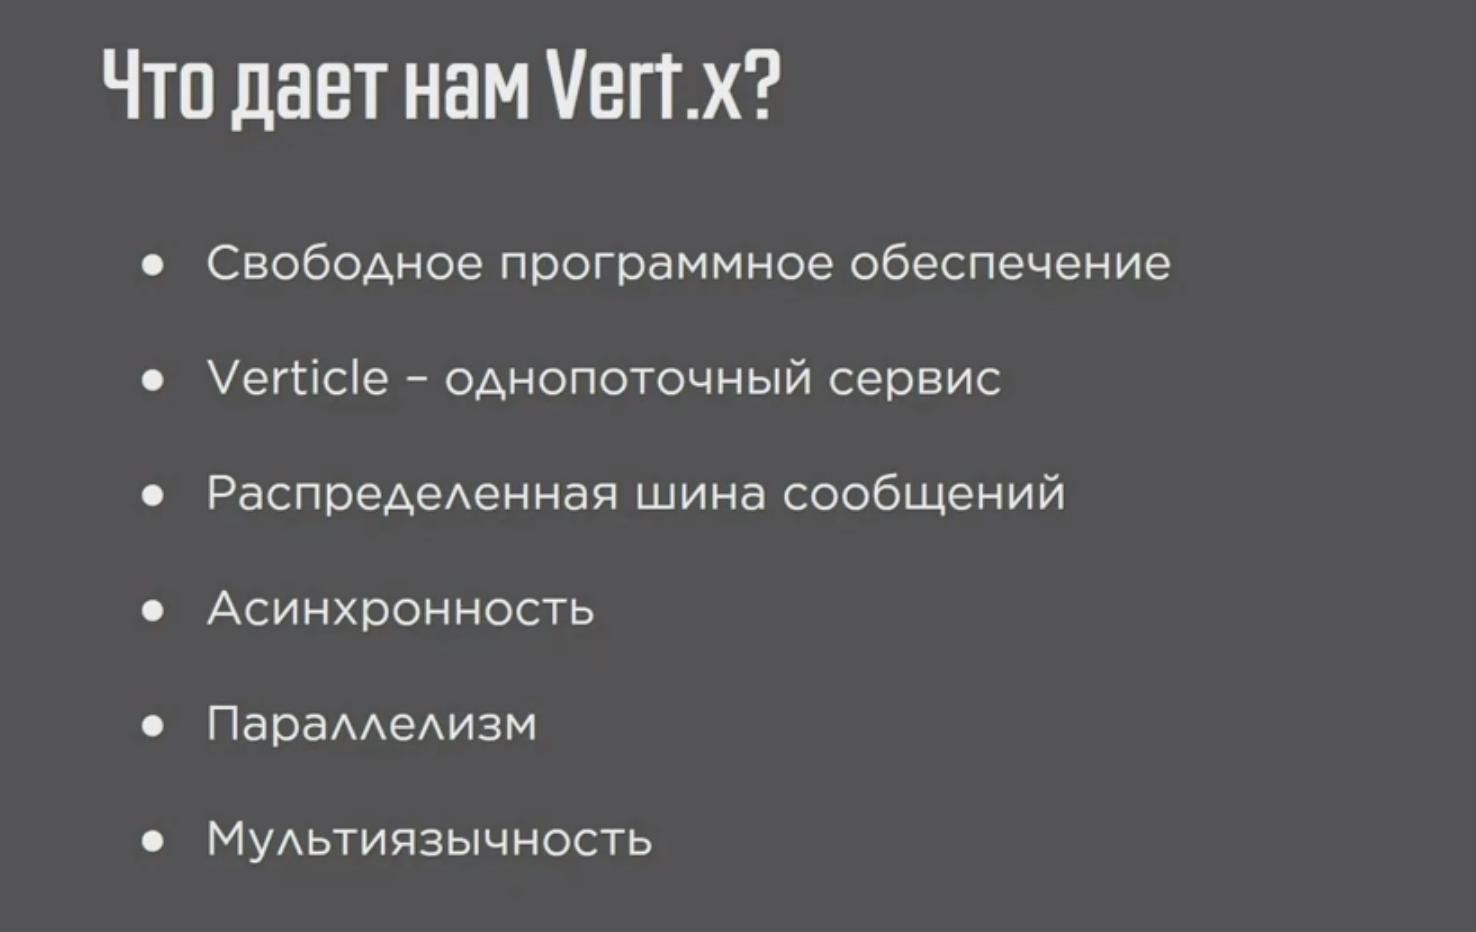 Что дает нам Vert.x?
● Свободное программное обеспечение
● Verticle – однопоточный сервис
● Распределенная шина сообщений
● Асинхронность
● Параллелизм
● Мультиязычность